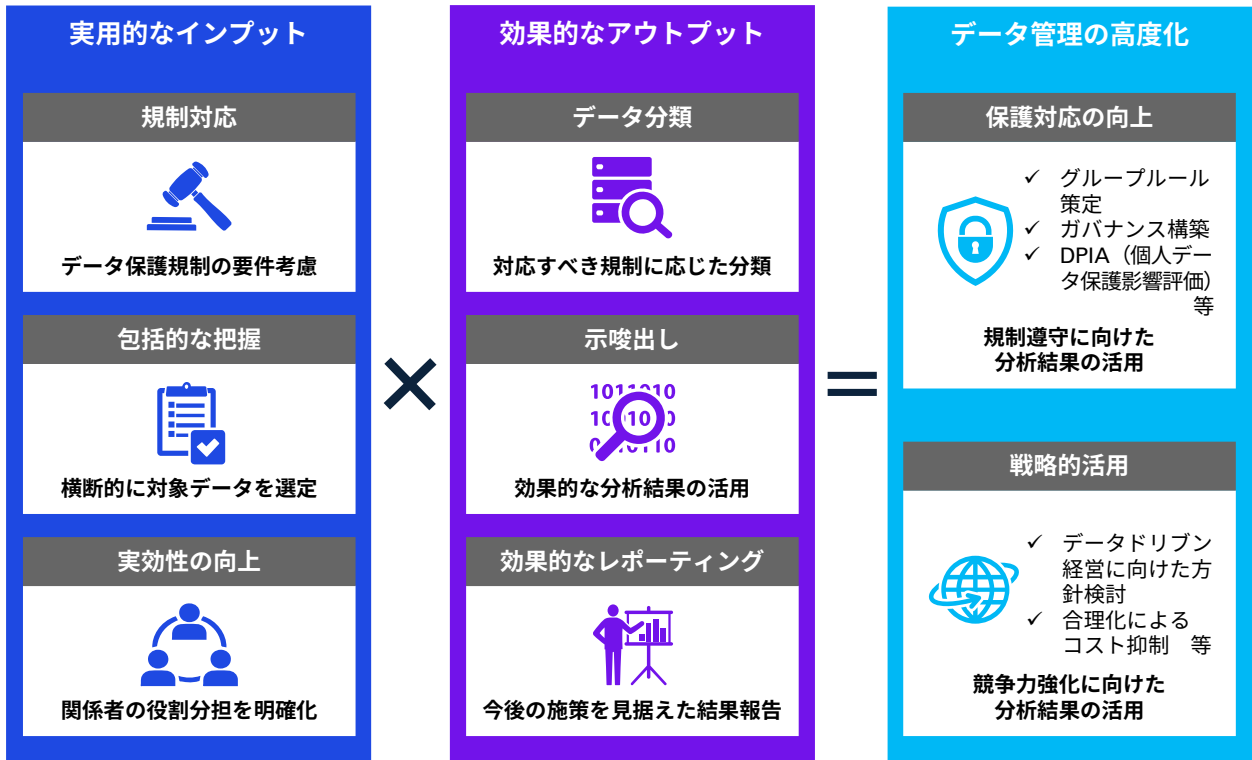 実用的なインプット
規制対応
データ保護規制の要件考慮
包括的な把握
横断的に対象データを選定
実効性の向上
関係者の役割分担を明確化
×
効果的なアウトプット
データ分類
対応すべき規制に応じた分類
示唆出し
効果的な分析結果の活用
効果的なレポーティング
今後の施策を見据えた結果報告
=
データ管理の高度化
保護対応の向上
✓ グループルール
策定
✓ ガバナンス構築
✓ DPIA（個人デー
タ保護影響評価）
等
規制遵守に向けた
分析結果の活用
戦略的活用
✓ データドリブン
経営に向けた方
針検討
✓ 合理化による
コスト抑制　等
競争力強化に向けた
分析結果の活用